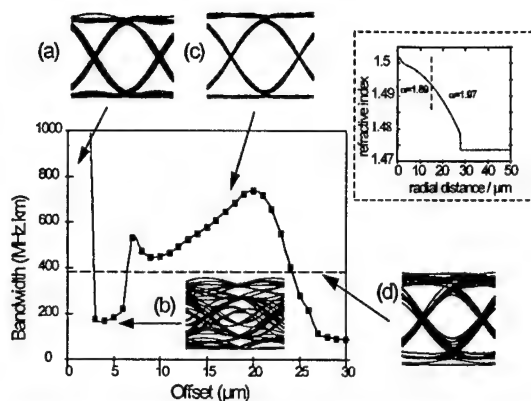 (a)
(c)
1.5
1.49
1.48
1.47
refractive index
α=1.89
α=1.97
0 10 20 30 40 50
radial distance / µm
1000
800
600
400
200
0
Bandwidth (MHz.km)
(b)
(d)
0 5 10 15 20 25 30
Offset (µm)